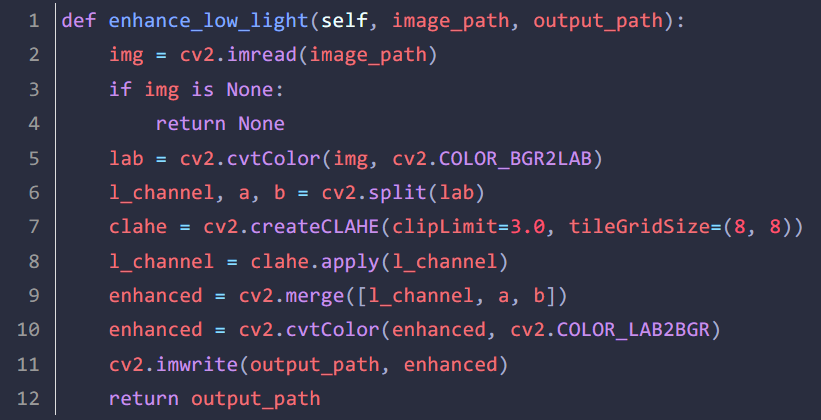 1 def enhance_low_light(self, image_path, output_path):
2     img = cv2.imread(image_path)
3     if img is None:
4         return None
5     lab = cv2.cvtColor(img, cv2.COLOR_BGR2LAB)
6     l_channel, a, b = cv2.split(lab)
7     clahe = cv2.createCLAHE(clipLimit=3.0, tileGridSize=(8, 8))
8     l_channel = clahe.apply(l_channel)
9     enhanced = cv2.merge([l_channel, a, b])
10     enhanced = cv2.cvtColor(enhanced, cv2.COLOR_LAB2BGR)
11     cv2.imwrite(output_path, enhanced)
12     return output_path